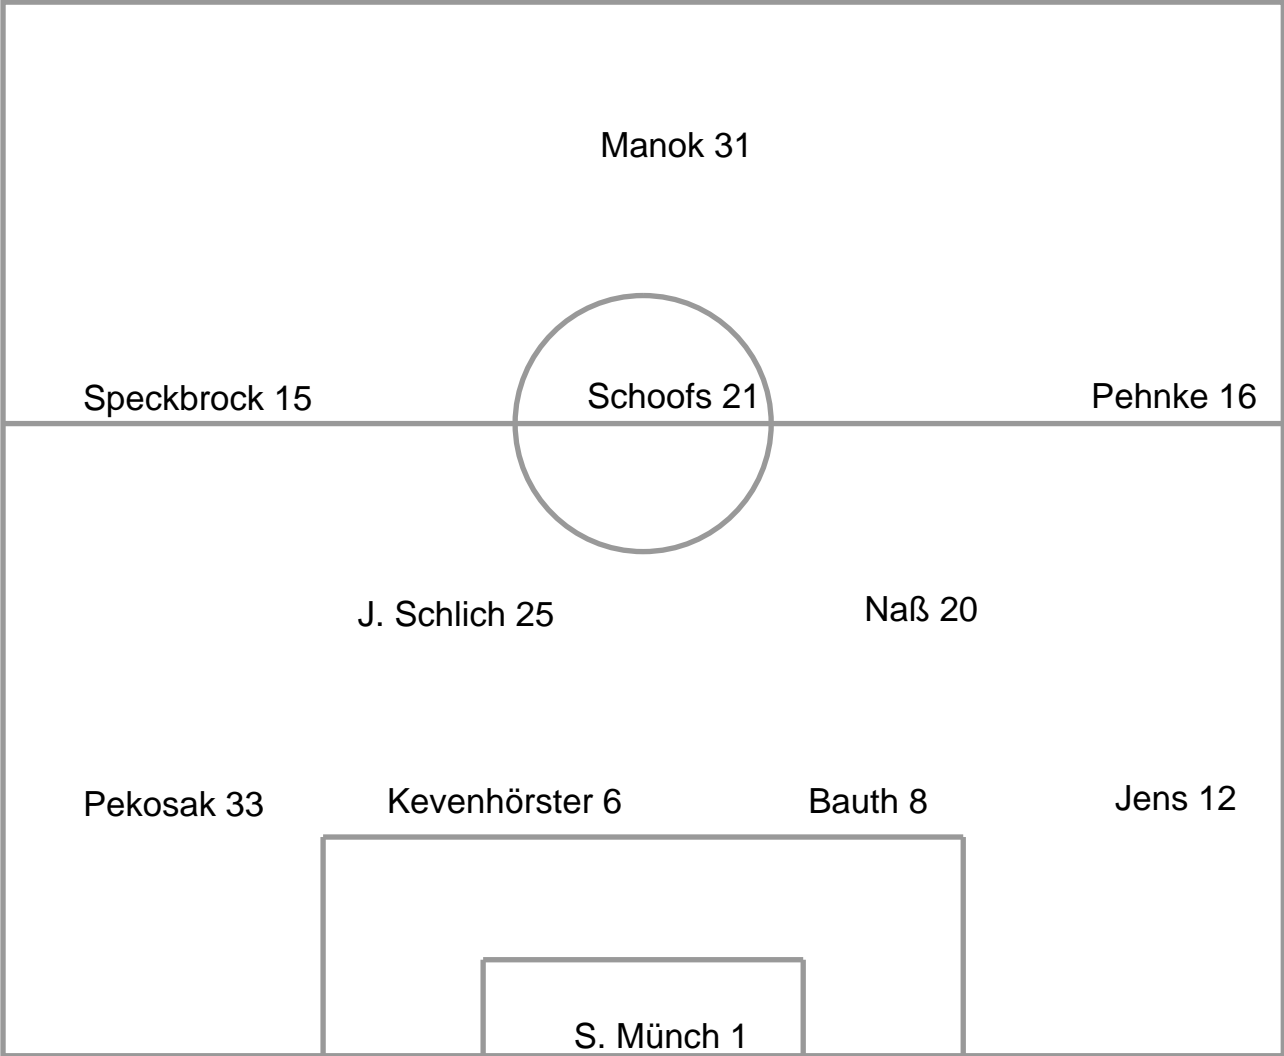 Manok 31
Speckbrock 15
Schoofs 21
Pehnke 16
J. Schlich 25
Naß 20
Pekosak 33
Kevenhörster 6
Bauth 8
Jens 12
S. Münch 1